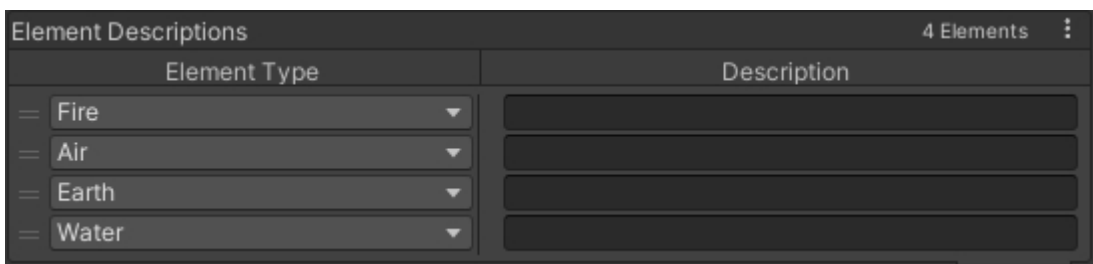 Element Descriptions 4 Elements
Element Type Description
Fire
Air
Earth
Water